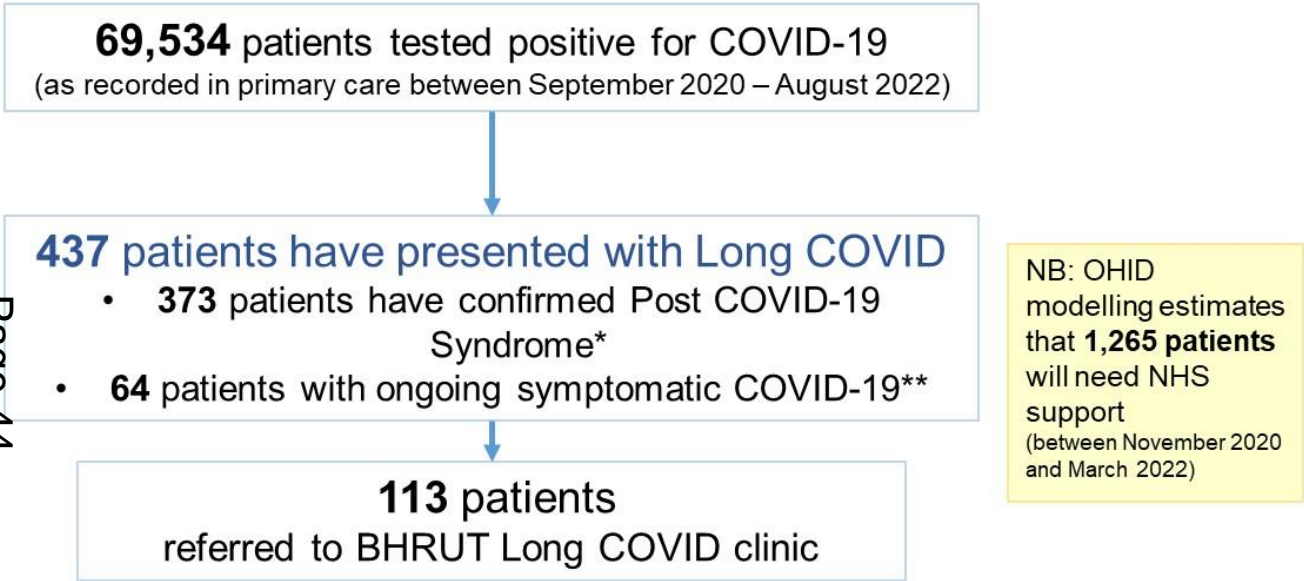 69,534 patients tested positive for COVID-19
(as recorded in primary care between September 2020 – August 2022)
437 patients have presented with Long COVID
• 373 patients have confirmed Post COVID-19
Syndrome*
• 64 patients with ongoing symptomatic COVID-19**
113 patients
referred to BHRUT Long COVID clinic
NB: OHID
modelling estimates
that 1,265 patients
will need NHS
support
(between November 2020
and March 2022)
Page